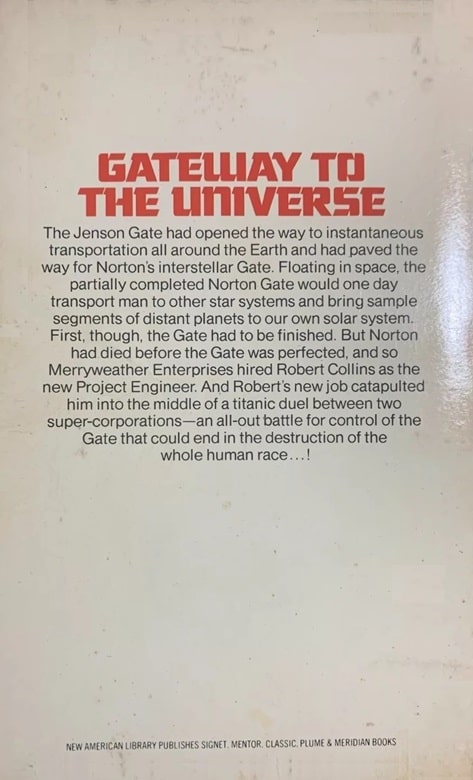 GATEWAY TO
THE UNIVERSE
The Jenson Gate had opened the way to instantaneous
transportation all around the Earth and had paved the
way for Norton's interstellar Gate. Floating in space, the
partially completed Norton Gate would one day
transport man to other star systems and bring sample
segments of distant planets to our own solar system.
First, though, the Gate had to be finished. But Norton
had died before the Gate was perfected, and so
Merryweather Enterprises hired Robert Collins as the
new Project Engineer. And Robert's new job catapulted
him into the middle of a titanic duel between two
super-corporations—an all-out battle for control of the
Gate that could end in the destruction of the
whole human race...!
NEW AMERICAN LIBRARY PUBLISHES SIGNET, MENTOR, CLASSIC, PLUME & MERIDIAN BOOKS